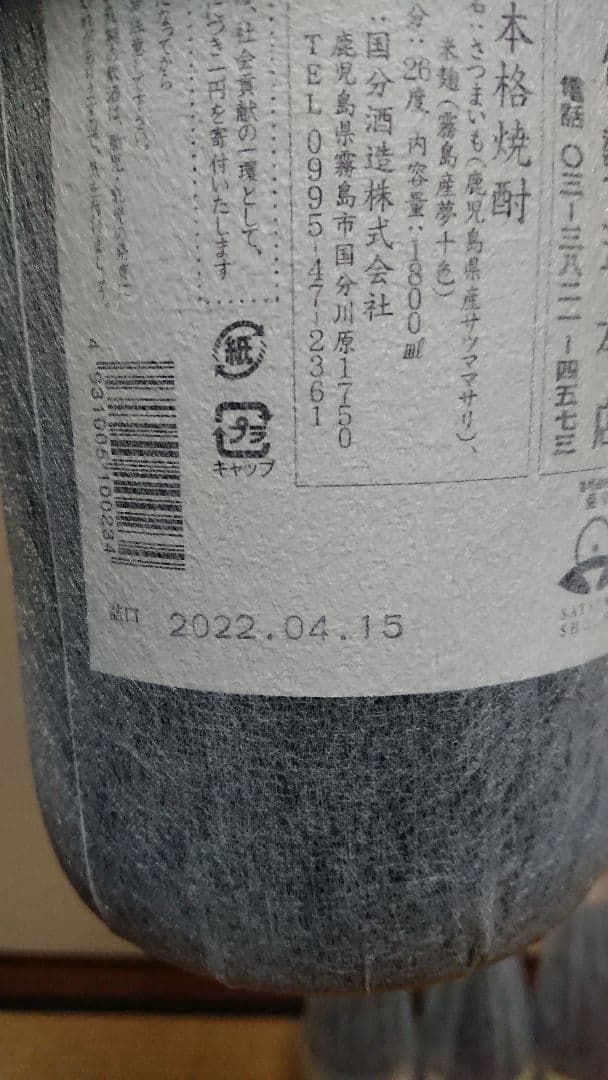 電話 〇三ー三八二一ー四五七三
本格焼酎
さつまいも(鹿児島県産サツママサリ)、
米麹(霧島産夢十色)
分:26度、内容量:1800㎖
:国分酒造株式会社
鹿児島県霧島市国分川原1750
TEL 0995-47-2361
、社会貢献の一環として、
につき一円を寄付いたします
紙
プラ
キャップ
4 931005 100234
詰口 2022.04.15